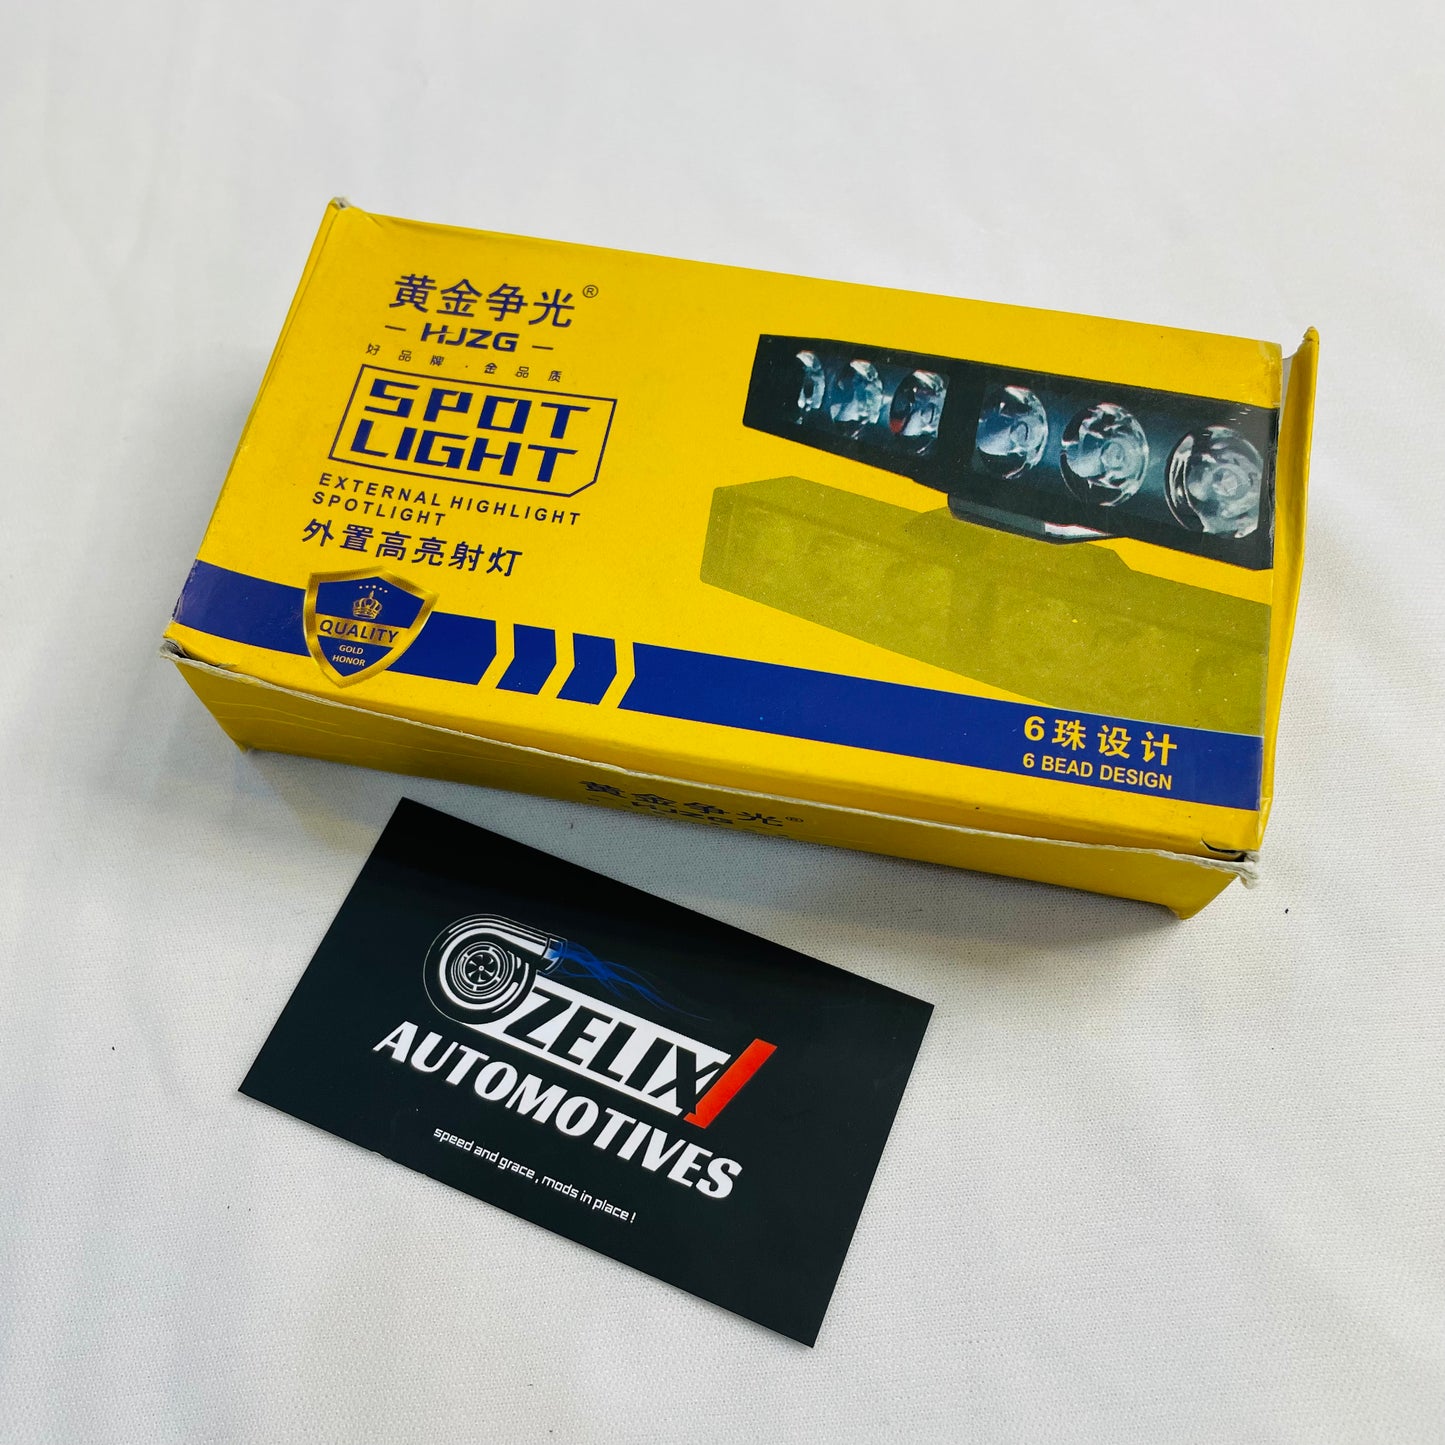 黄金争光®
HJZG
好品牌·金品质
SPOT
LIGHT
EXTERNAL HIGHLIGHT
SPOTLIGHT
外置高亮射灯
QUALITY
GOLD
HONOR
6珠设计
6 BEAD DESIGN
黄金争光®
HJZG
ZELIX
AUTOMOTIVES
speed and grace, mods in place!